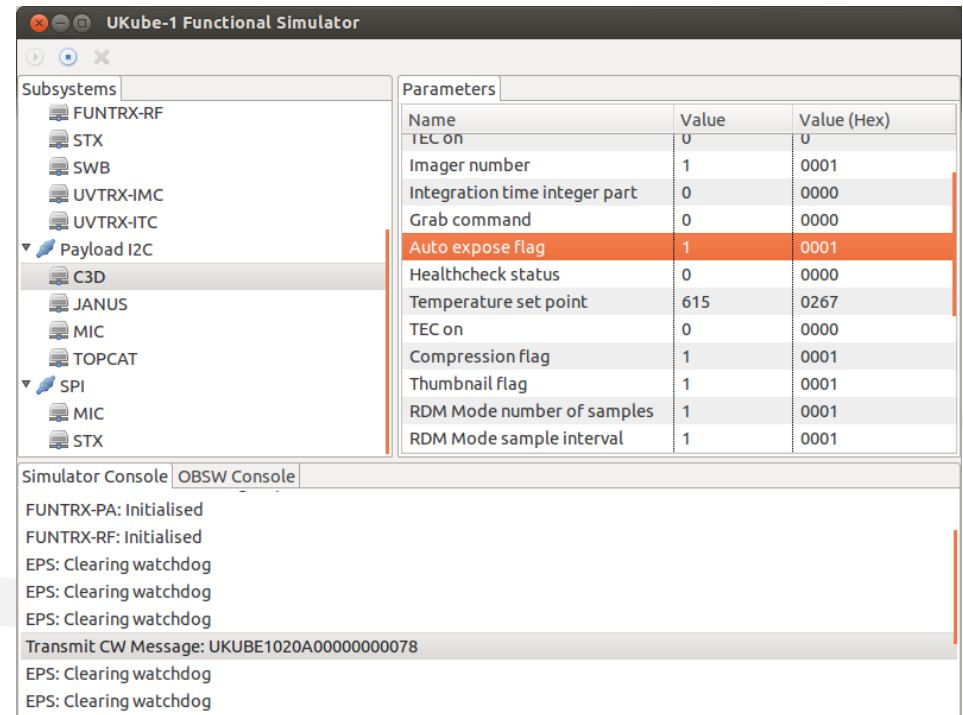 UKube-1 Functional Simulator
Subsystems
FUNTRX-RF
STX
SWB
UVTRX-IMC
UVTRX-ITC
Payload I2C
C3D
JANUS
MIC
TOPCAT
SPI
MIC
STX
Parameters
Name Value Value (Hex)
TEC on 0 0
Imager number 1 0001
Integration time integer part 0 0000
Grab command 0 0000
Auto expose flag 1 0001
Healthcheck status 0 0000
Temperature set point 615 0267
TEC on 0 0000
Compression flag 1 0001
Thumbnail flag 1 0001
RDM Mode number of samples 1 0001
RDM Mode sample interval 1 0001
Simulator Console OBSW Console
FUNTRX-PA: Initialised
FUNTRX-RF: Initialised
EPS: Clearing watchdog
EPS: Clearing watchdog
EPS: Clearing watchdog
Transmit CW Message: UKUBE1020A00000000078
EPS: Clearing watchdog
EPS: Clearing watchdog